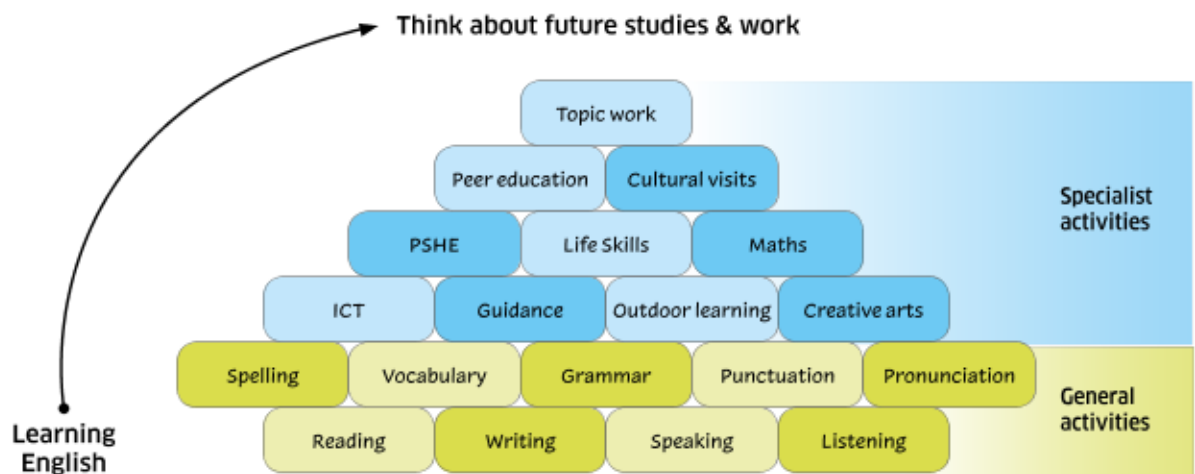 Think about future studies & work
Topic work
Peer education
Cultural visits
Specialist
activities
PSHE
Life Skills
Maths
ICT
Guidance
Outdoor learning
Creative arts
Spelling
Vocabulary
Grammar
Punctuation
Pronunciation
General
activities
Reading
Writing
Speaking
Listening
Learning
English